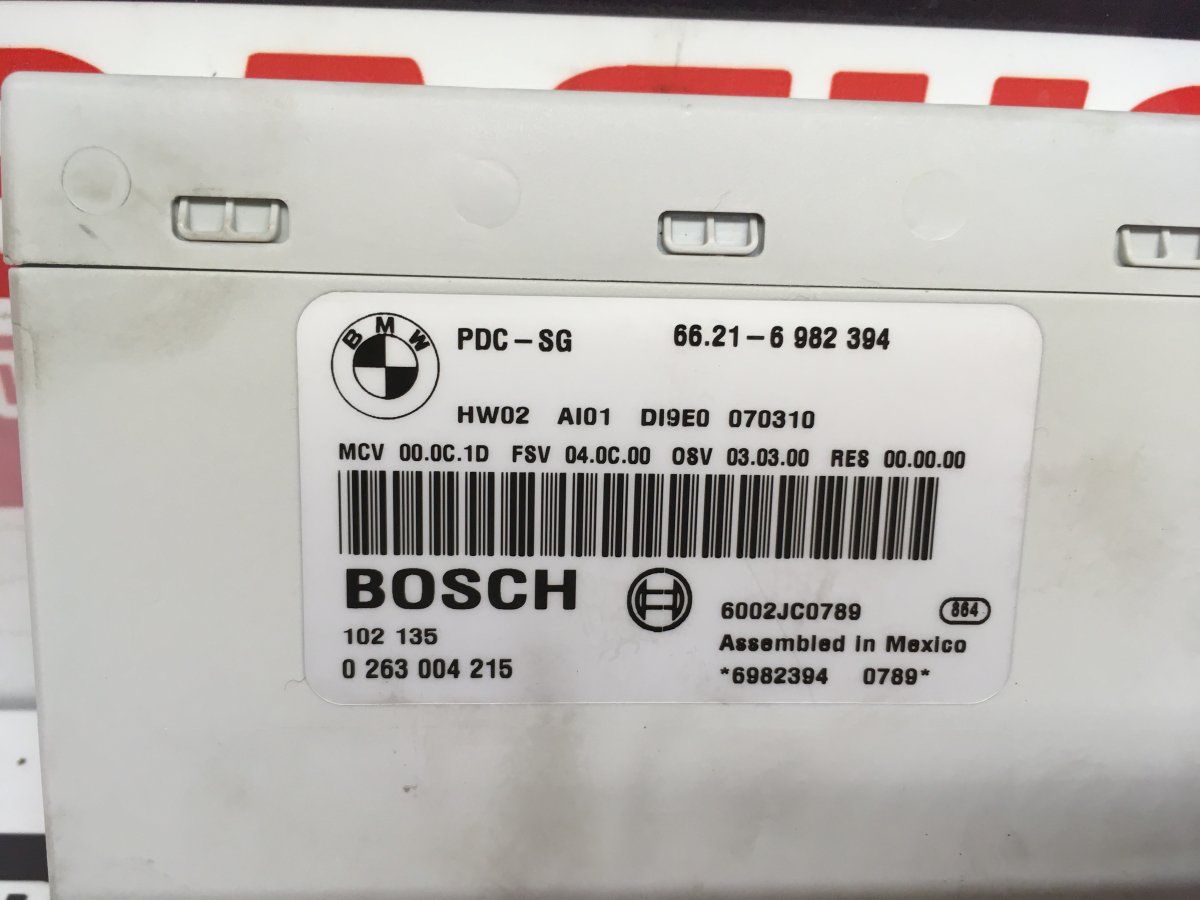 BMW
PDC-SG 66.21-6 982 394
HW02 AI01 DI9E0 070310
MCV 00.0C.1D FSV 04.0C.00 OSV 03.03.00 RES 00.00.00
BOSCH
6002JC0789 864
102 135 Assembled in Mexico
0 263 004 215 *6982394 0789*